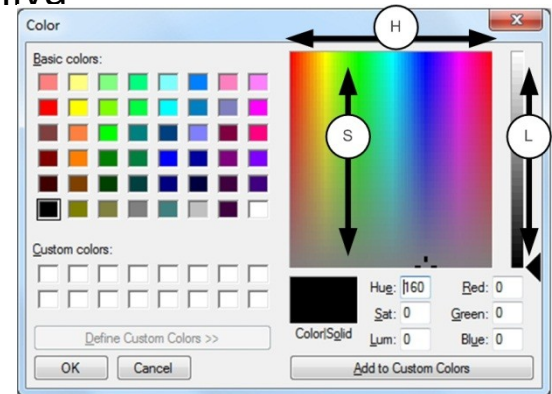 Color
H
Basic colors:
S
L
Custom colors:
Hue: 160 Red: 0
Sat: 0 Green: 0
Color|Solid Lum: 0 Blue: 0
Define Custom Colors >>
OK Cancel Add to Custom Colors